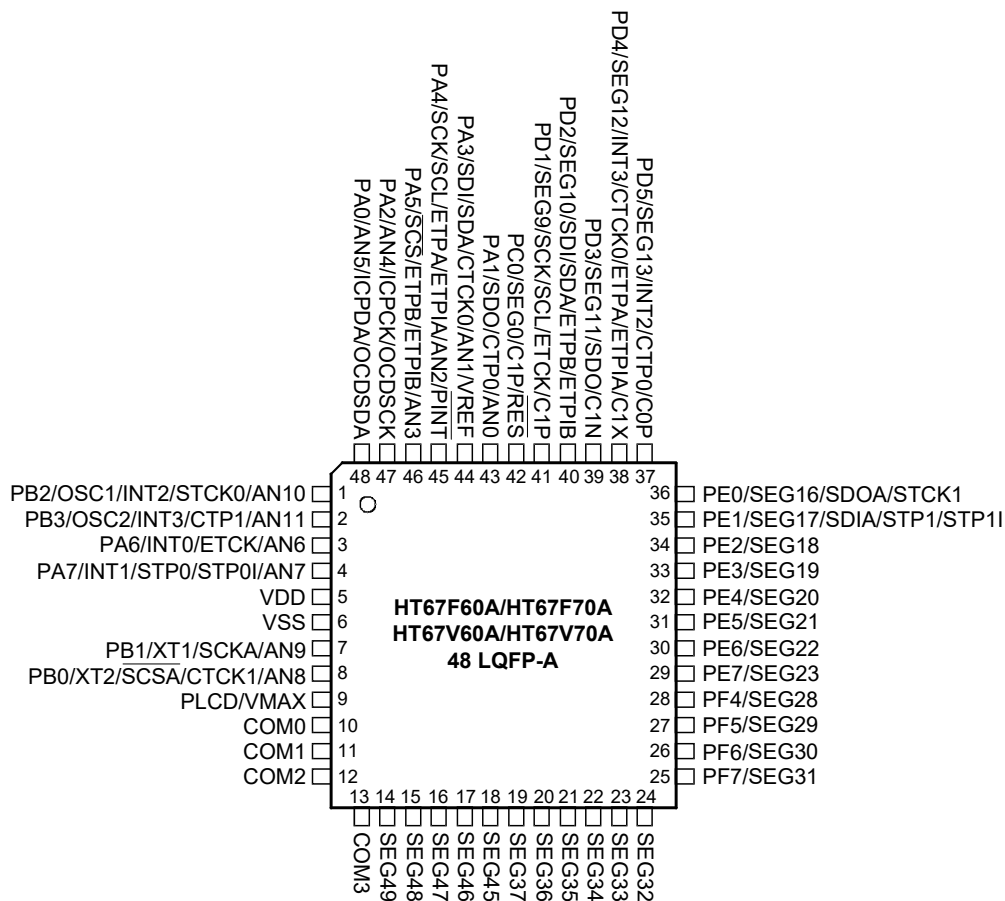 PA0/AN5/ICPDA/OCDSDA
PA2/AN4/ICPCK/OCDSCK
PA5/SCS/ETPB/ETPIB/AN3
PA4/SCK/SCL/ETPA/ETPIA/AN2/PINT
PA3/SDI/SDA/CTCK0/AN1/VREF
PA1/SDO/CTP0/AN0
PC0/SEG0/C1P/RES
PD1/SEG9/SCK/SCL/ETCK/C1P
PD2/SEG10/SDI/SDA/ETPB/ETPIB
PD3/SEG11/SDO/C1N
PD4/SEG12/INT3/CTCK0/ETPA/ETPIA/C1X
PD5/SEG13/INT2/CTP0/C0P
48 47 46 45 44 43 42 41 40 39 38 37
PB2/OSC1/INT2/STCK0/AN10 1
PB3/OSC2/INT3/CTP1/AN11 2
PA6/INT0/ETCK/AN6 3
PA7/INT1/STP0/STP0I/AN7 4
VDD 5
VSS 6
PB1/XT1/SCKA/AN9 7
PB0/XT2/SCSA/CTCK1/AN8 8
PLCD/VMAX 9
COM0 10
COM1 11
COM2 12
HT67F60A/HT67F70A
HT67V60A/HT67V70A
48 LQFP-A
36 PE0/SEG16/SDOA/STCK1
35 PE1/SEG17/SDIA/STP1/STP1I
34 PE2/SEG18
33 PE3/SEG19
32 PE4/SEG20
31 PE5/SEG21
30 PE6/SEG22
29 PE7/SEG23
28 PF4/SEG28
27 PF5/SEG29
26 PF6/SEG30
25 PF7/SEG31
13 14 15 16 17 18 19 20 21 22 23 24
COM3
SEG49
SEG48
SEG47
SEG46
SEG45
SEG37
SEG36
SEG35
SEG34
SEG33
SEG32